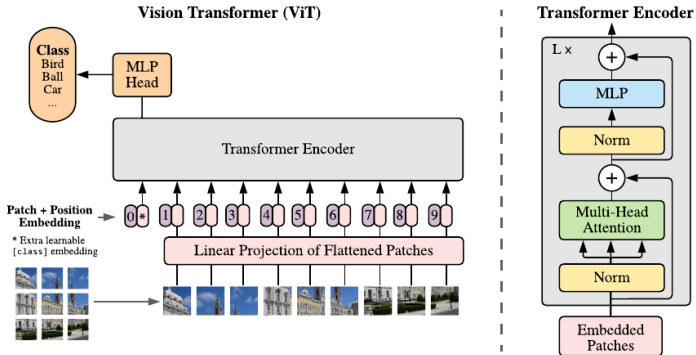 Vision Transformer (ViT)
Class
Bird
Ball
Car
...
MLP
Head
Transformer Encoder
Patch + Position
Embedding
0 * 1 2 3 4 5 6 7 8 9
* Extra learnable
[class] embedding
Linear Projection of Flattened Patches
Transformer Encoder
L x
+
MLP
Norm
+
Multi-Head
Attention
Norm
Embedded
Patches